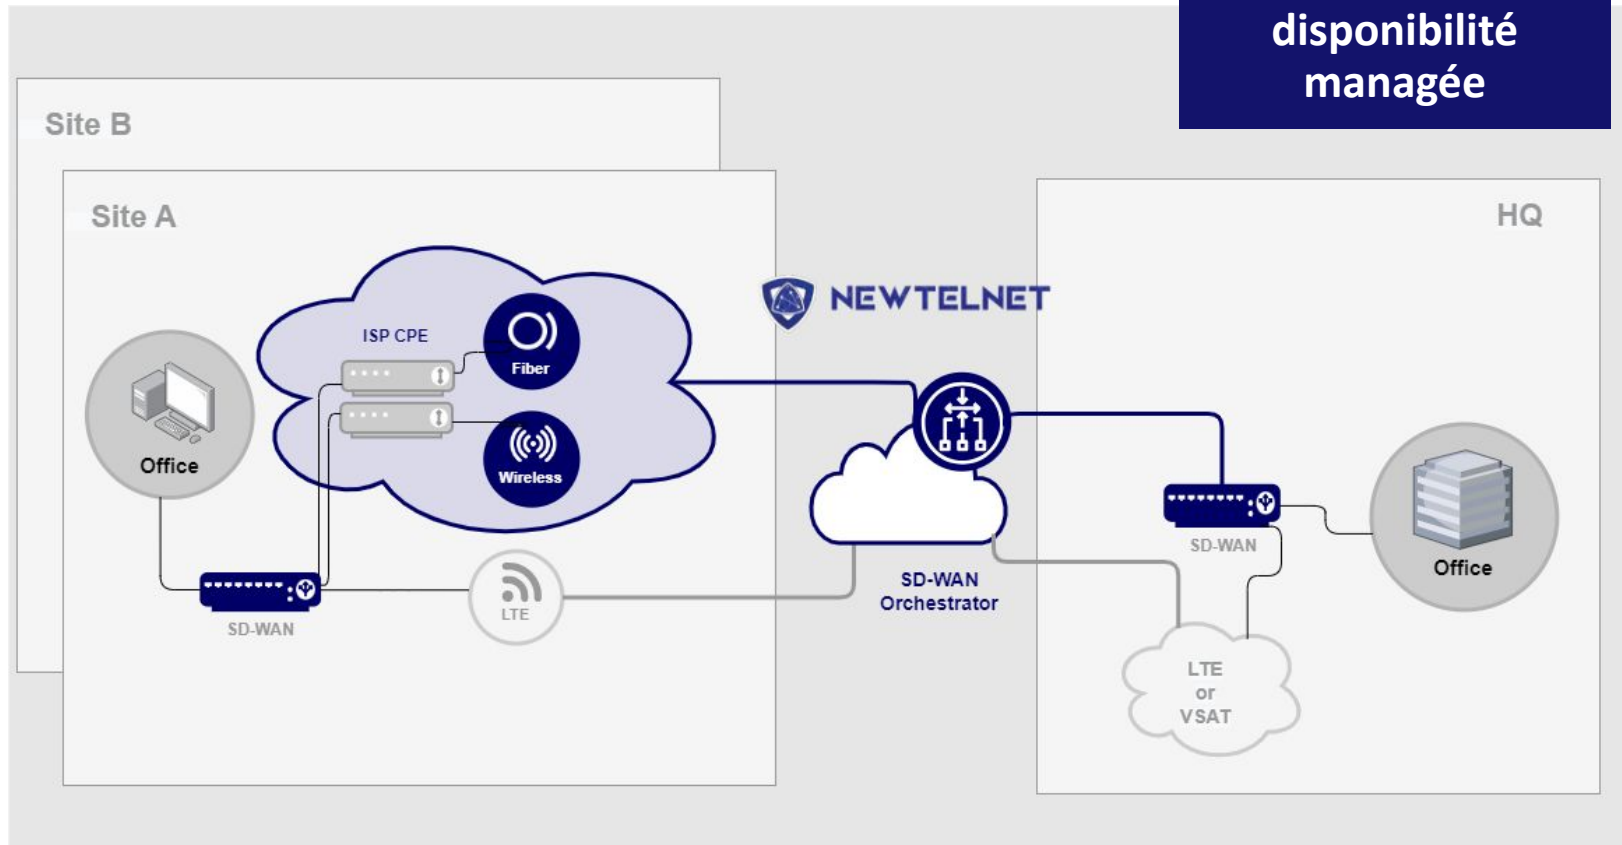 disponibilité
managée
Site B
Site A
HQ
NEWTELNET
ISP CPE
Fiber
Office
Wireless
SD-WAN
LTE
SD-WAN
Orchestrator
SD-WAN
Office
LTE
or
VSAT